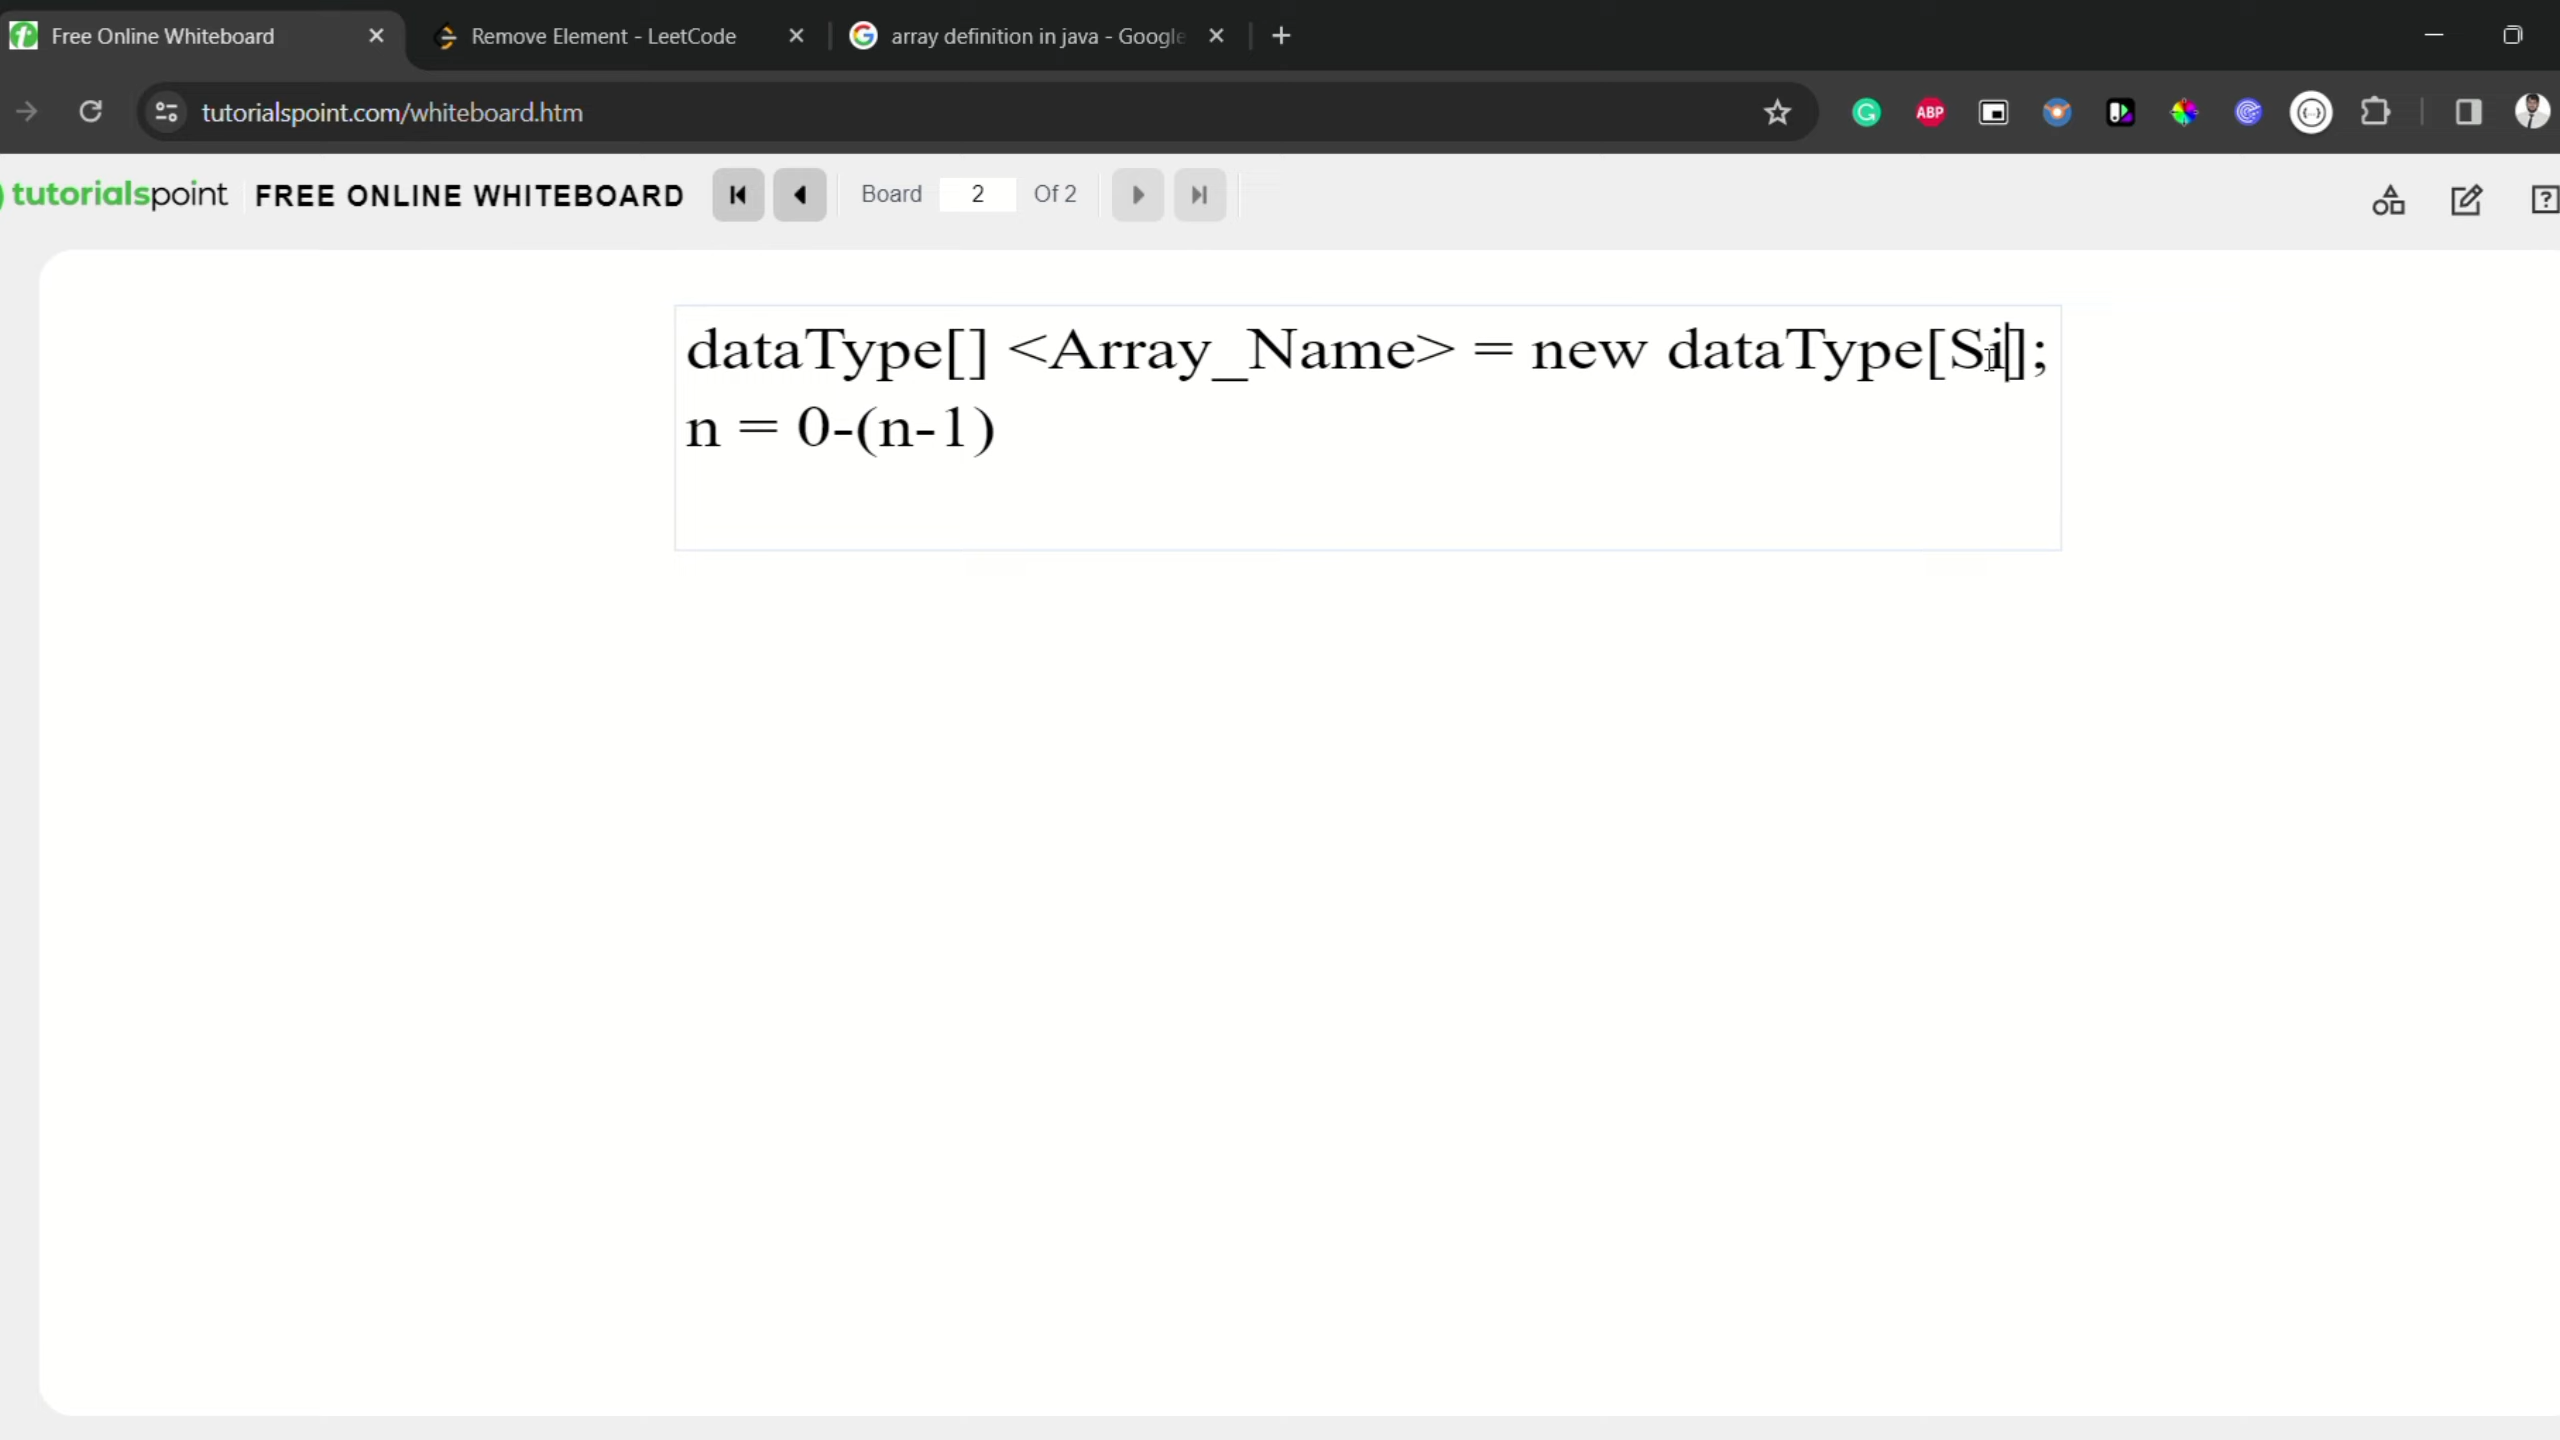 Free Online Whiteboard
Remove Element - LeetCode
array definition in java - Google
tutorialspoint.com/whiteboard.htm
ABP
tutorialspoint FREE ONLINE WHITEBOARD Board 2 Of 2
dataType[] <Array_Name> = new dataType[Si];
n = 0-(n-1)